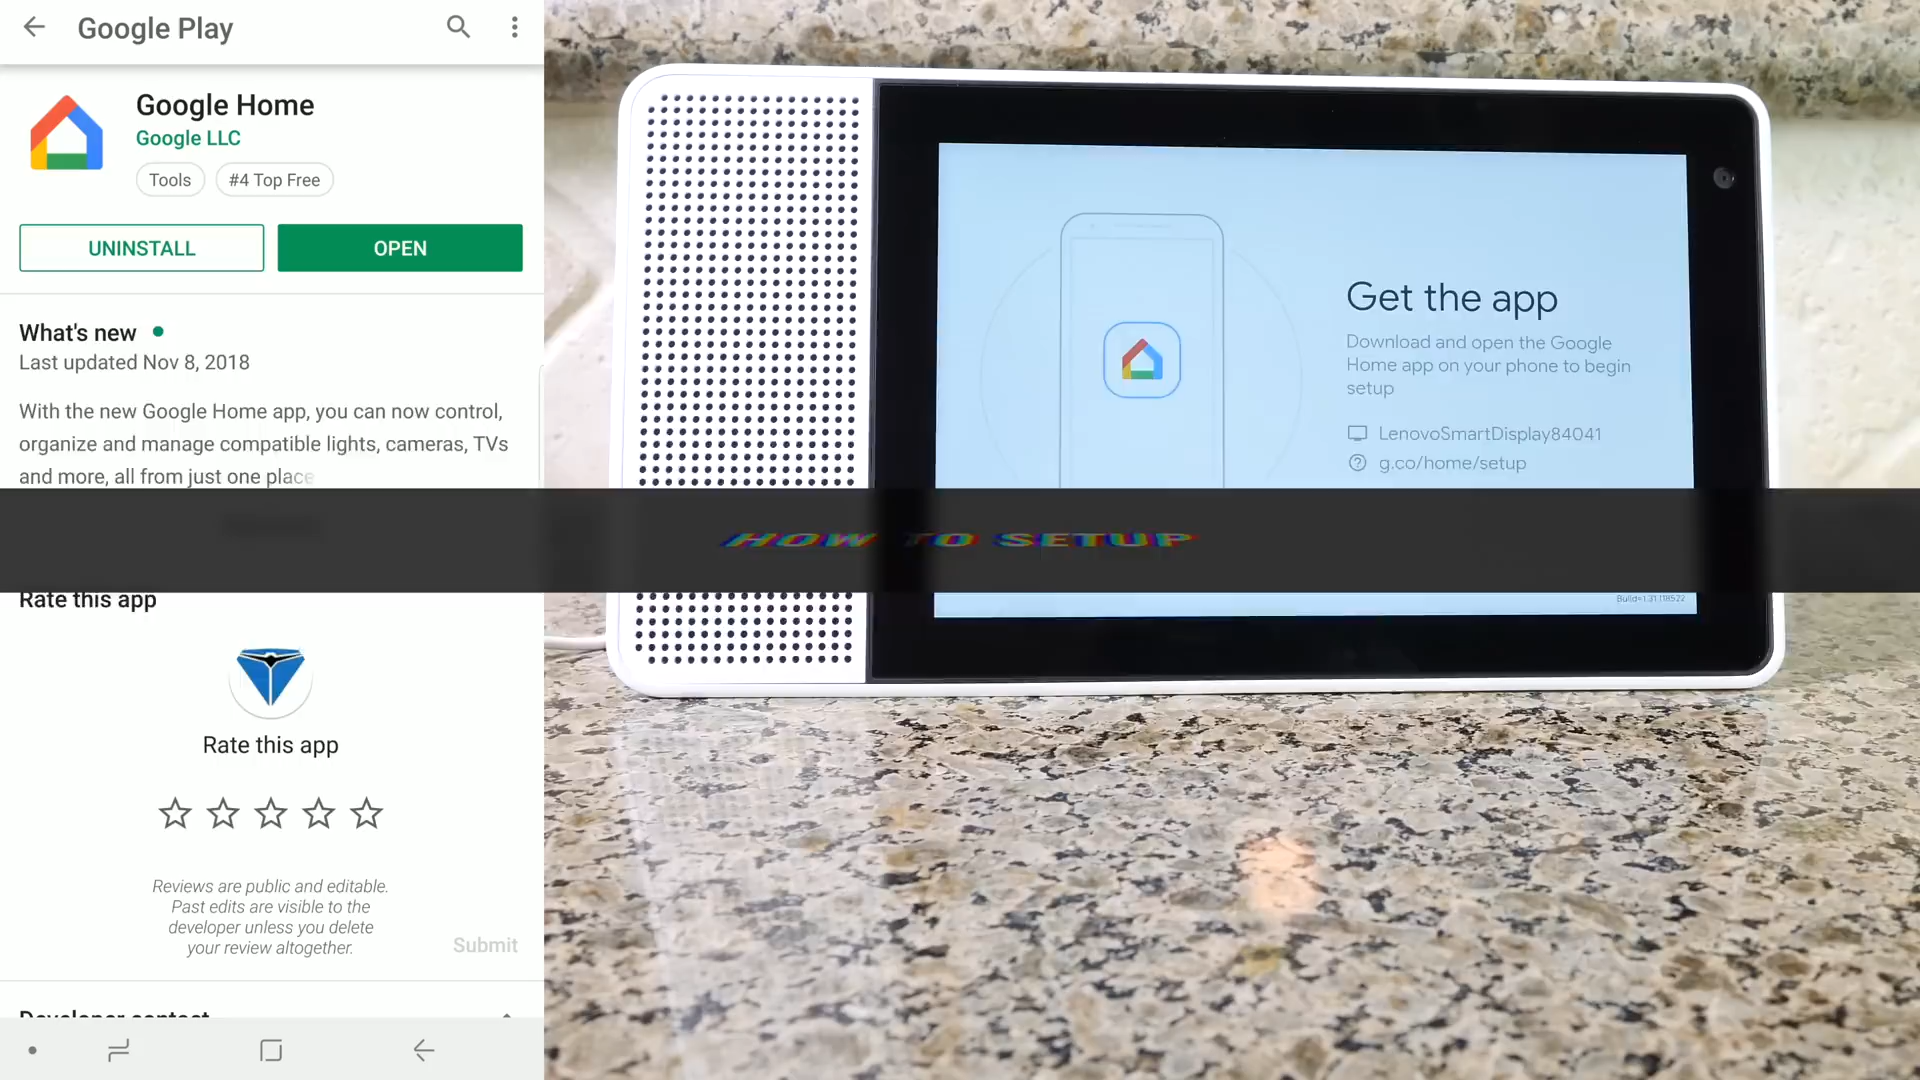 Google Play
Google Home
Google LLC
Tools
#4 Top Free
UNINSTALL
OPEN
What's new
Last updated Nov 8, 2018
With the new Google Home app, you can now control,
organize and manage compatible lights, cameras, TVs
and more, all from just one place
Rate this app
Rate this app
Reviews are public and editable.
Past edits are visible to the
developer unless you delete
your review altogether.
Submit
Developer contact
Get the app
Download and open the Google
Home app on your phone to begin
setup
LenovoSmartDisplay84041
g.co/home/setup
HOW TO SETUP